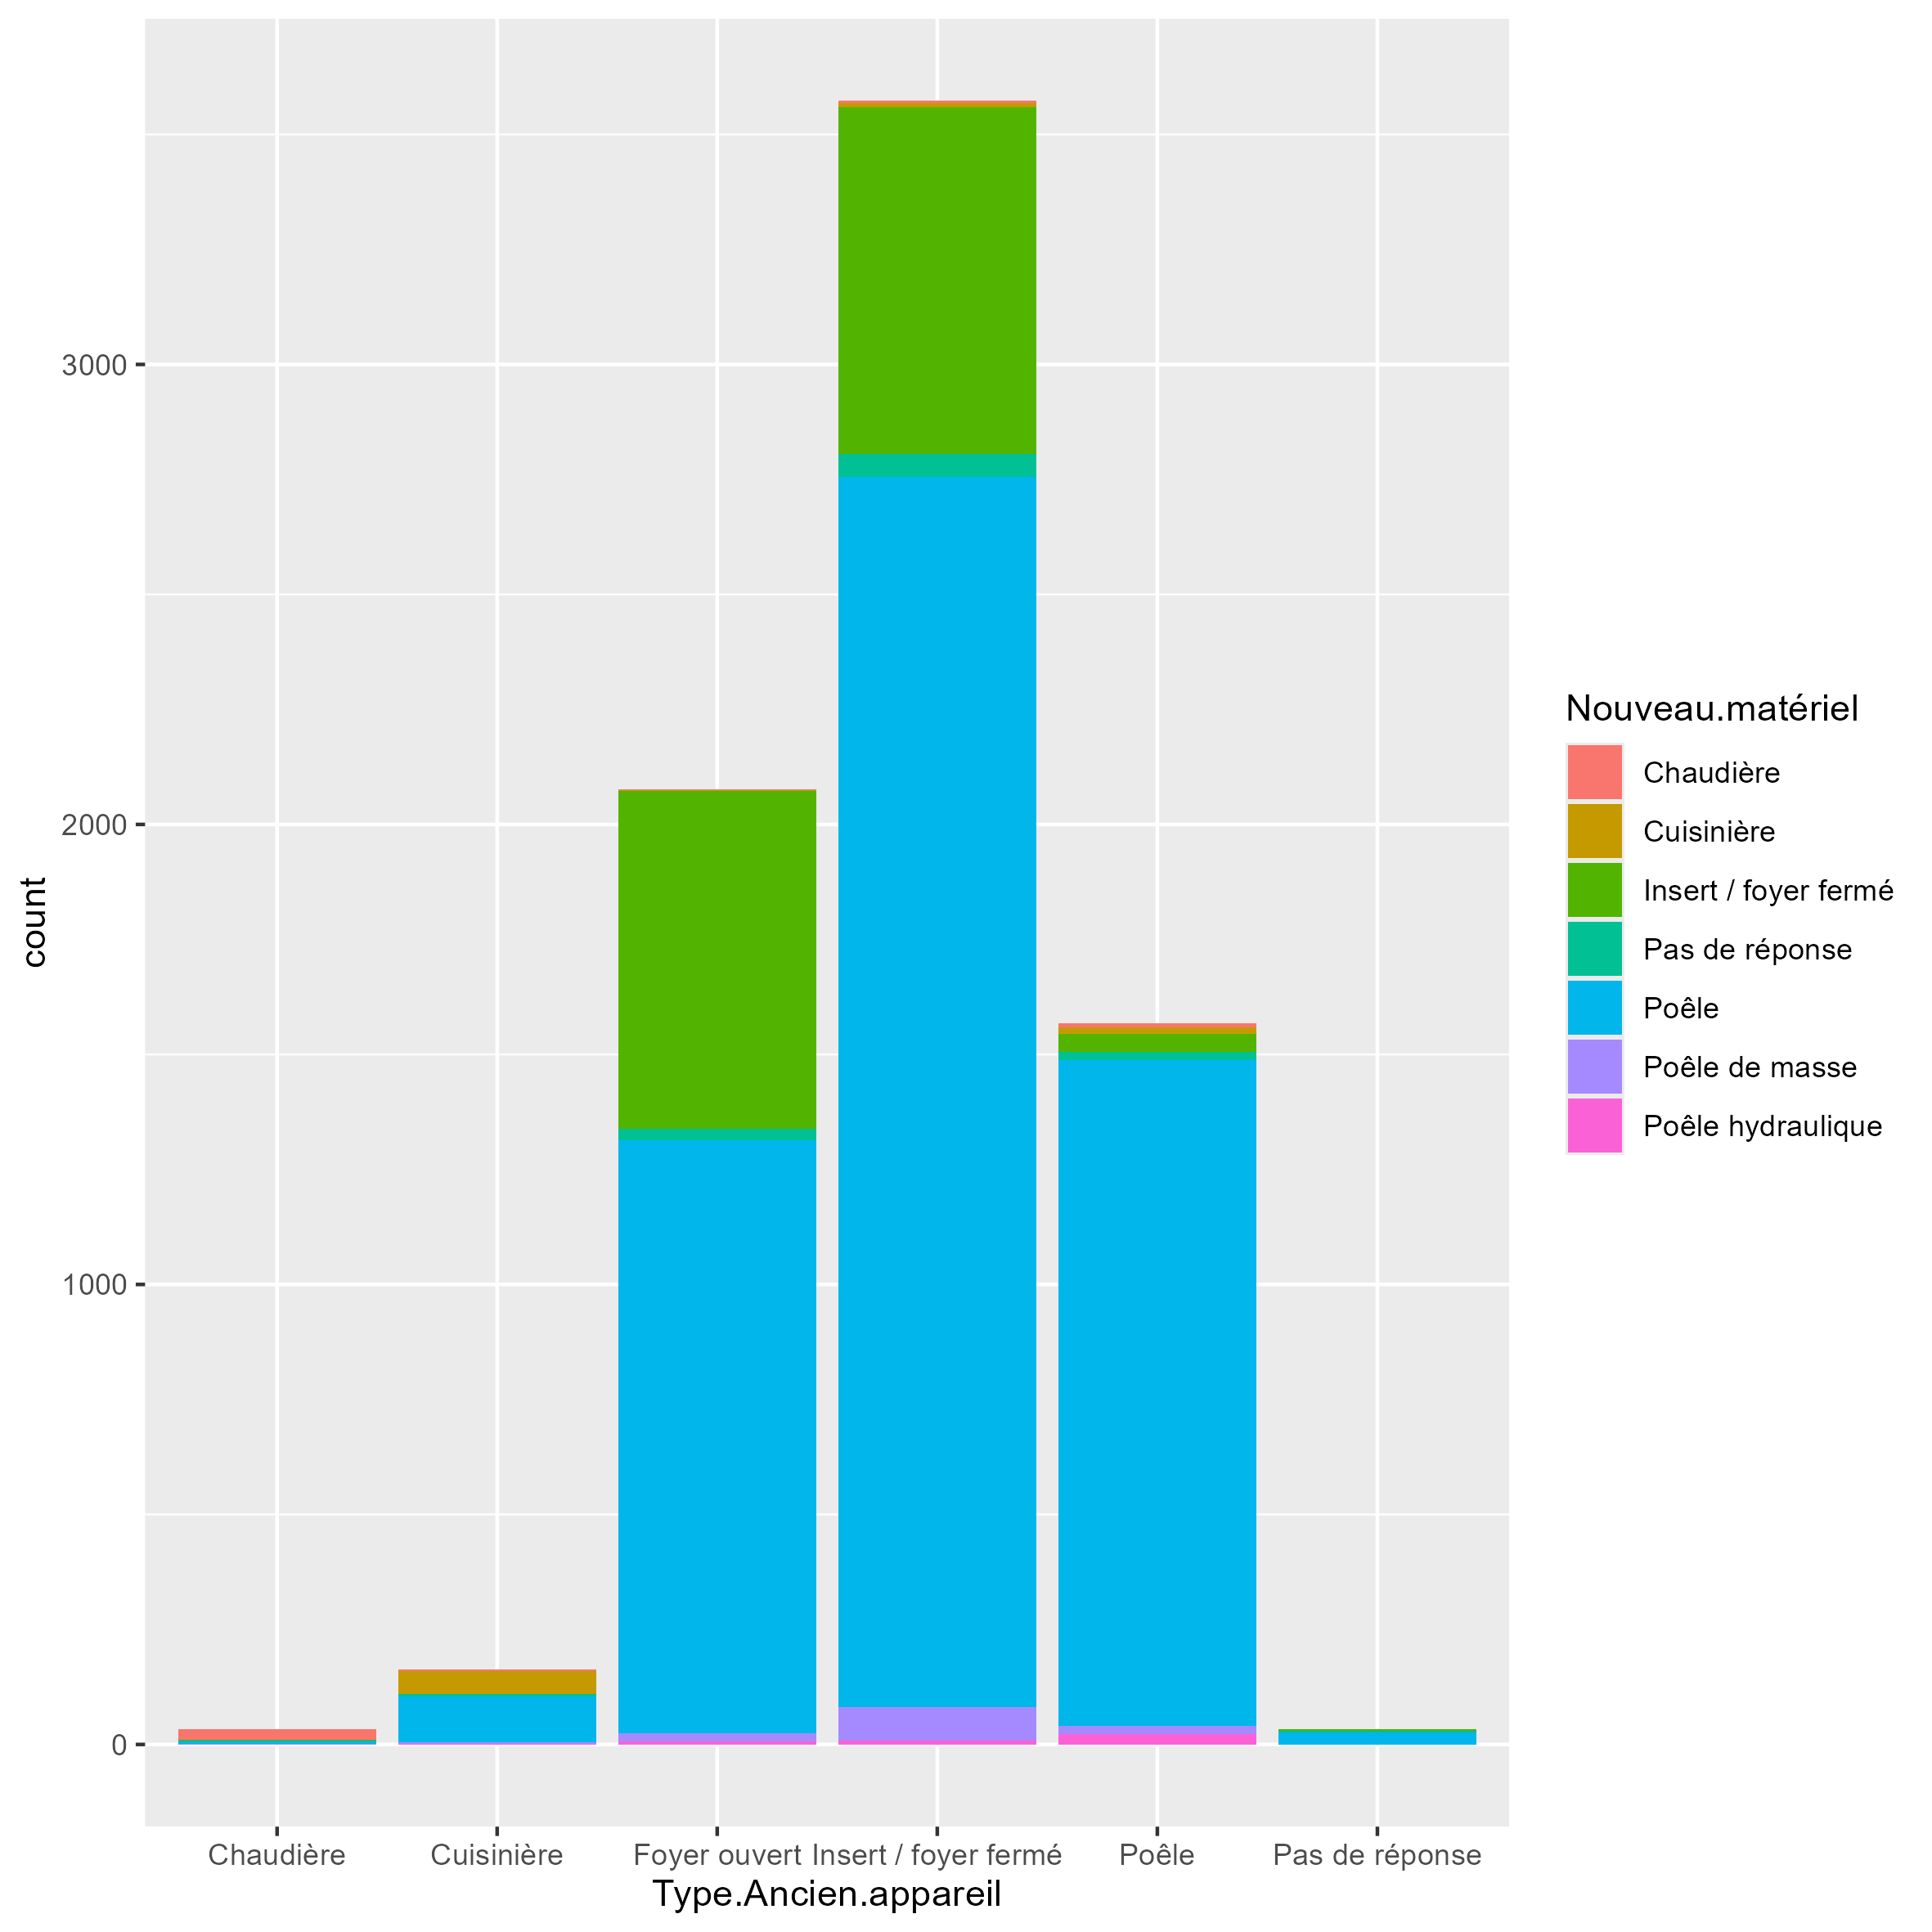 3000
2000
1000
0
count
Chaudière
Cuisinière
Foyer ouvert
Insert / foyer fermé
Poêle
Pas de réponse
Type.Ancien.appareil
Nouveau.matériel
Chaudière
Cuisinière
Insert / foyer fermé
Pas de réponse
Poêle
Poêle de masse
Poêle hydraulique